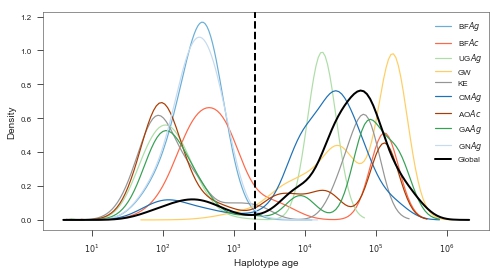 1.2
1.0
0.8
0.6
0.4
0.2
0.0
Density
10¹ 10² 10³ 10⁴ 10⁵ 10⁶
Haplotype age
BFAg
BFAc
UGAg
GW
KE
CMAg
AOAc
GAAg
GNAg
Global